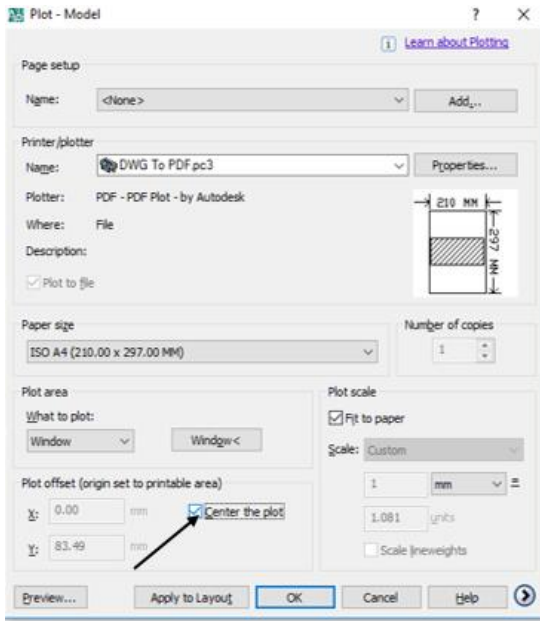 Plot - Model
Learn about Plotting
Page setup
Name: <None> Add...
Printer/plotter
Name: DWG To PDF.pc3 Properties...
Plotter: PDF - PDF Plot - by Autodesk
Where: File
Description:
Plot to file
210 MM
297 MM
Paper size
ISO A4 (210.00 x 297.00 MM)
Number of copies
1
Plot area
What to plot:
Window Window<
Plot scale
Fit to paper
Scale: Custom
1 mm =
1.081 units
Scale lineweights
Plot offset (origin set to printable area)
X: 0.00 mm Center the plot
Y: 83.49 mm
Preview... Apply to Layout OK Cancel Help